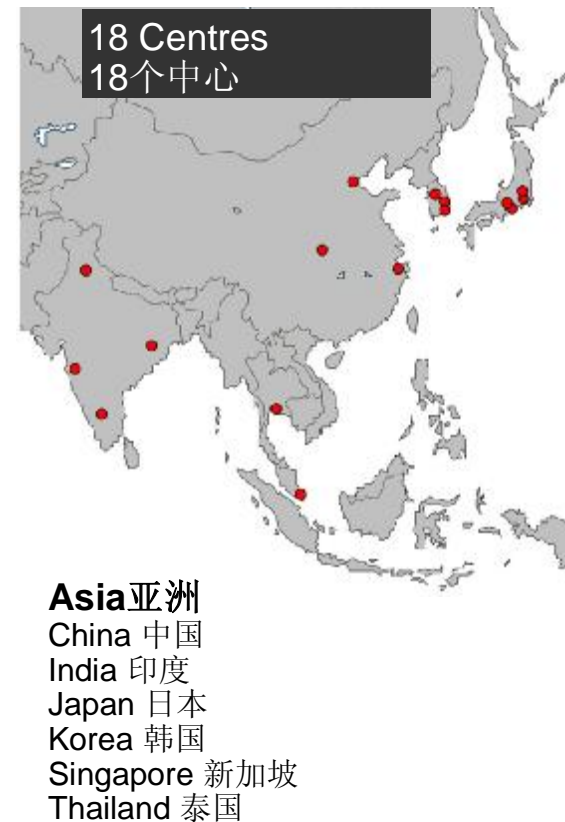 18 Centres
18个中心
Asia亚洲
China 中国
India 印度
Japan 日本
Korea 韩国
Singapore 新加坡
Thailand 泰国